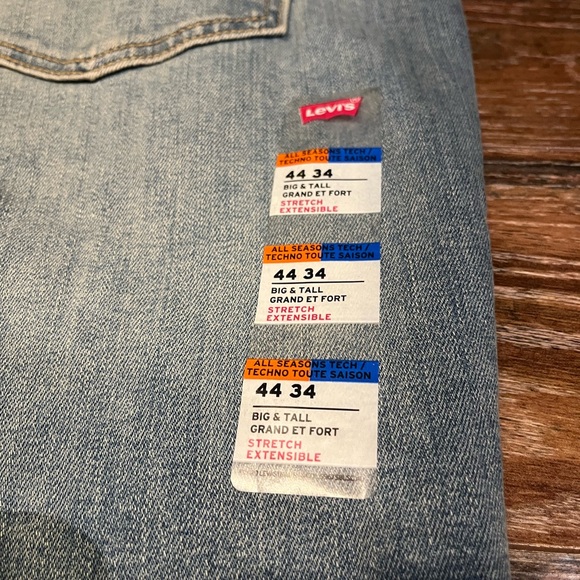 Levi's
ALL SEASONS TECH /
TECHNO TOUTE SAISON
44 34
BIG & TALL
GRAND ET FORT
STRETCH
EXTENSIBLE
ALL SEASONS TECH /
TECHNO TOUTE SAISON
44 34
BIG & TALL
GRAND ET FORT
STRETCH
EXTENSIBLE
ALL SEASONS TECH /
TECHNO TOUTE SAISON
44 34
BIG & TALL
GRAND ET FORT
STRETCH
EXTENSIBLE